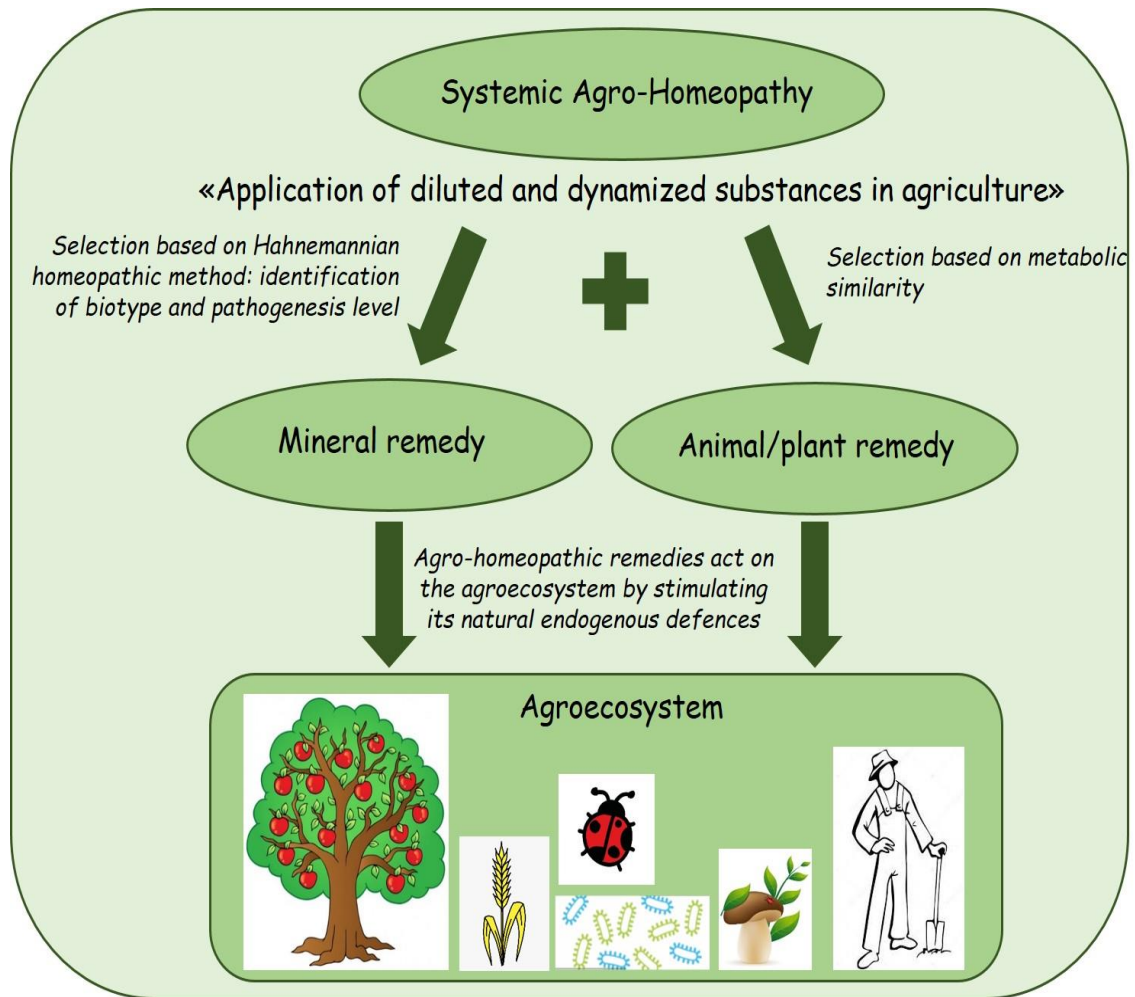 Systemic Agro-Homeopathy
«Application of diluted and dynamized substances in agriculture»
Selection based on Hahnemannian
homeopathic method: identification
of biotype and pathogenesis level
Selection based on metabolic
similarity
Mineral remedy
Animal/plant remedy
Agro-homeopathic remedies act on
the agroecosystem by stimulating
its natural endogenous defences
Agroecosystem